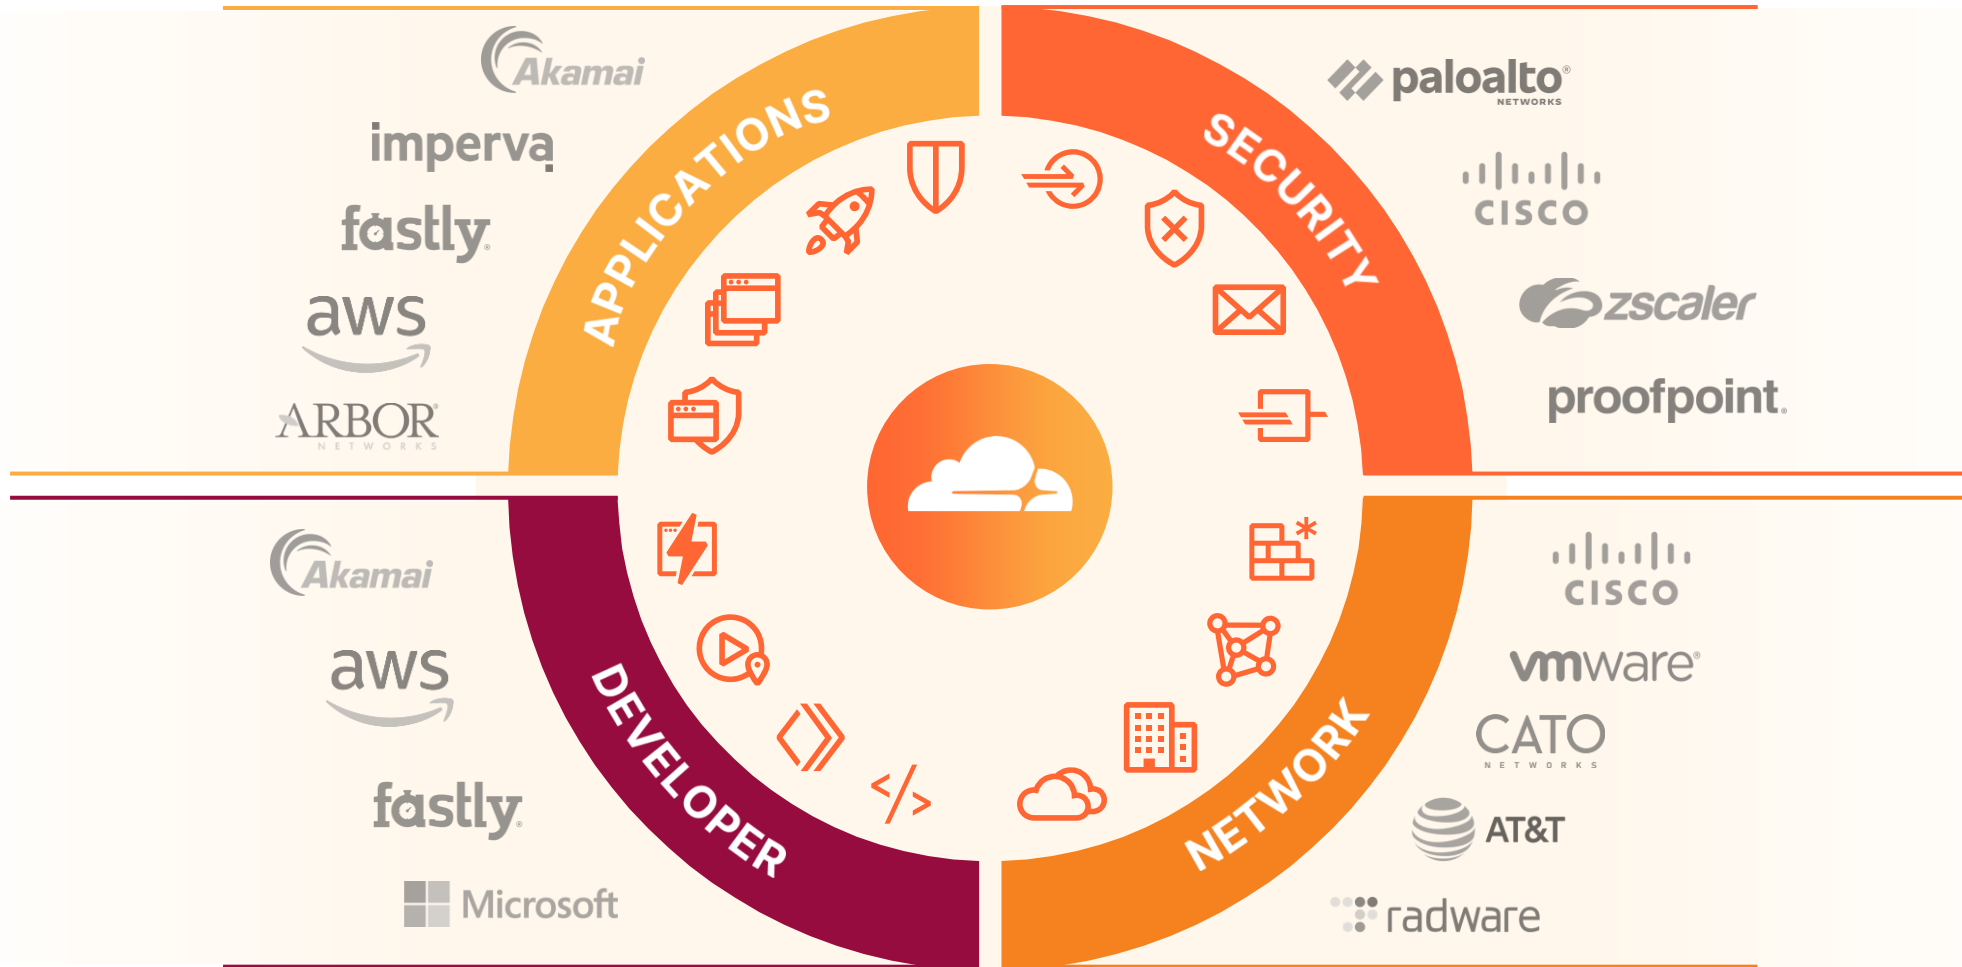 APPLICATIONS
Akamai
imperva
fastly®
aws
ARBOR®
NETWORKS
SECURITY
paloalto®
NETWORKS
CISCO
zscaler
proofpoint®
DEVELOPER
Akamai
aws
fastly®
Microsoft
NETWORK
CISCO
vmware®
CATO
NETWORKS
AT&T
radware